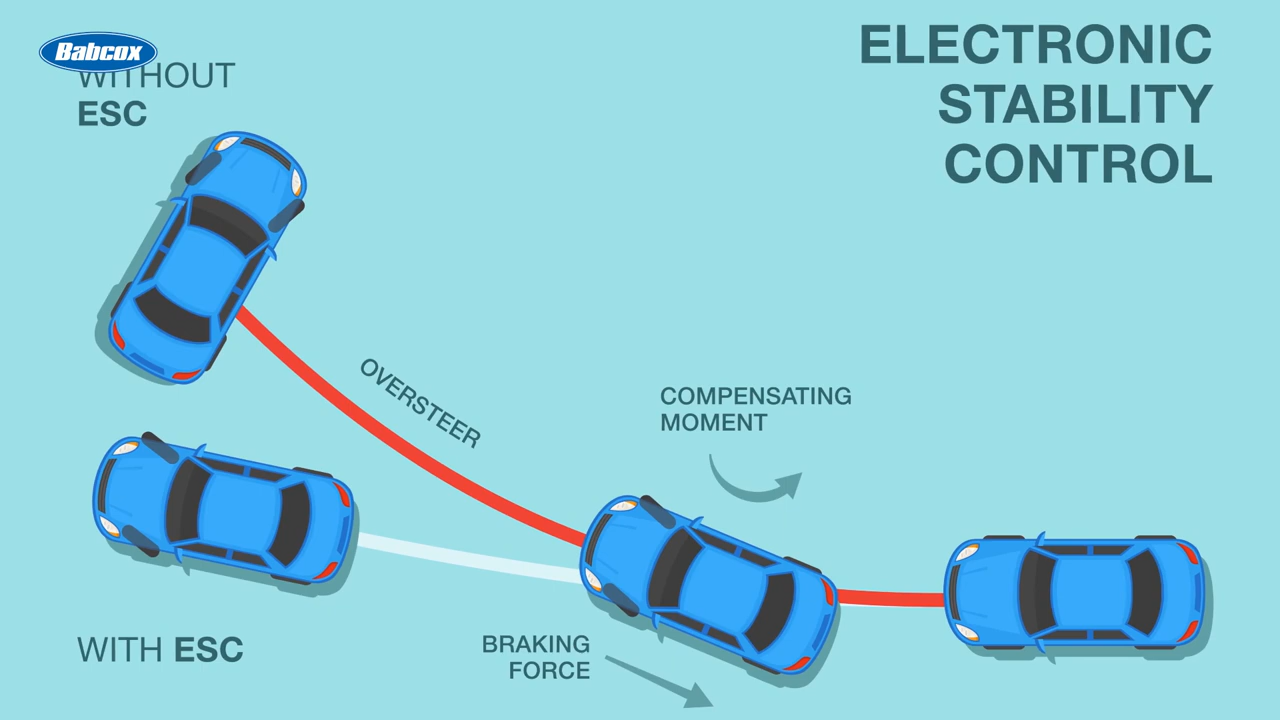 Babcox
WITHOUT
ESC
ELECTRONIC
STABILITY
CONTROL
OVERSTEER
COMPENSATING
MOMENT
BRAKING
FORCE
WITH ESC